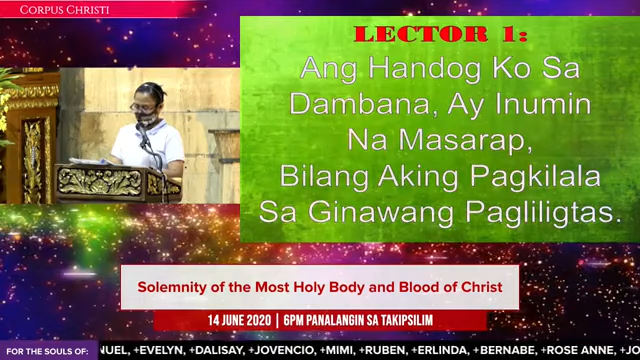 CORPUS CHRISTI
LECTOR 1:
Ang Handog Ko Sa
Dambana, Ay Inumin
Na Masarap,
Bilang Aking Pagkilala
Sa Ginawang Pagliligtas.
Solemnity of the Most Holy Body and Blood of Christ
14 JUNE 2020 | 6PM PANALANGIN SA TAKIPSILIM
FOR THE SOULS OF: NUEL, +EVELYN, +DALISAY, +JOVENCIO, +MIMI, +RUBEN, +ERLINDA, +BERNABE, +ROSE ANNE, +JO